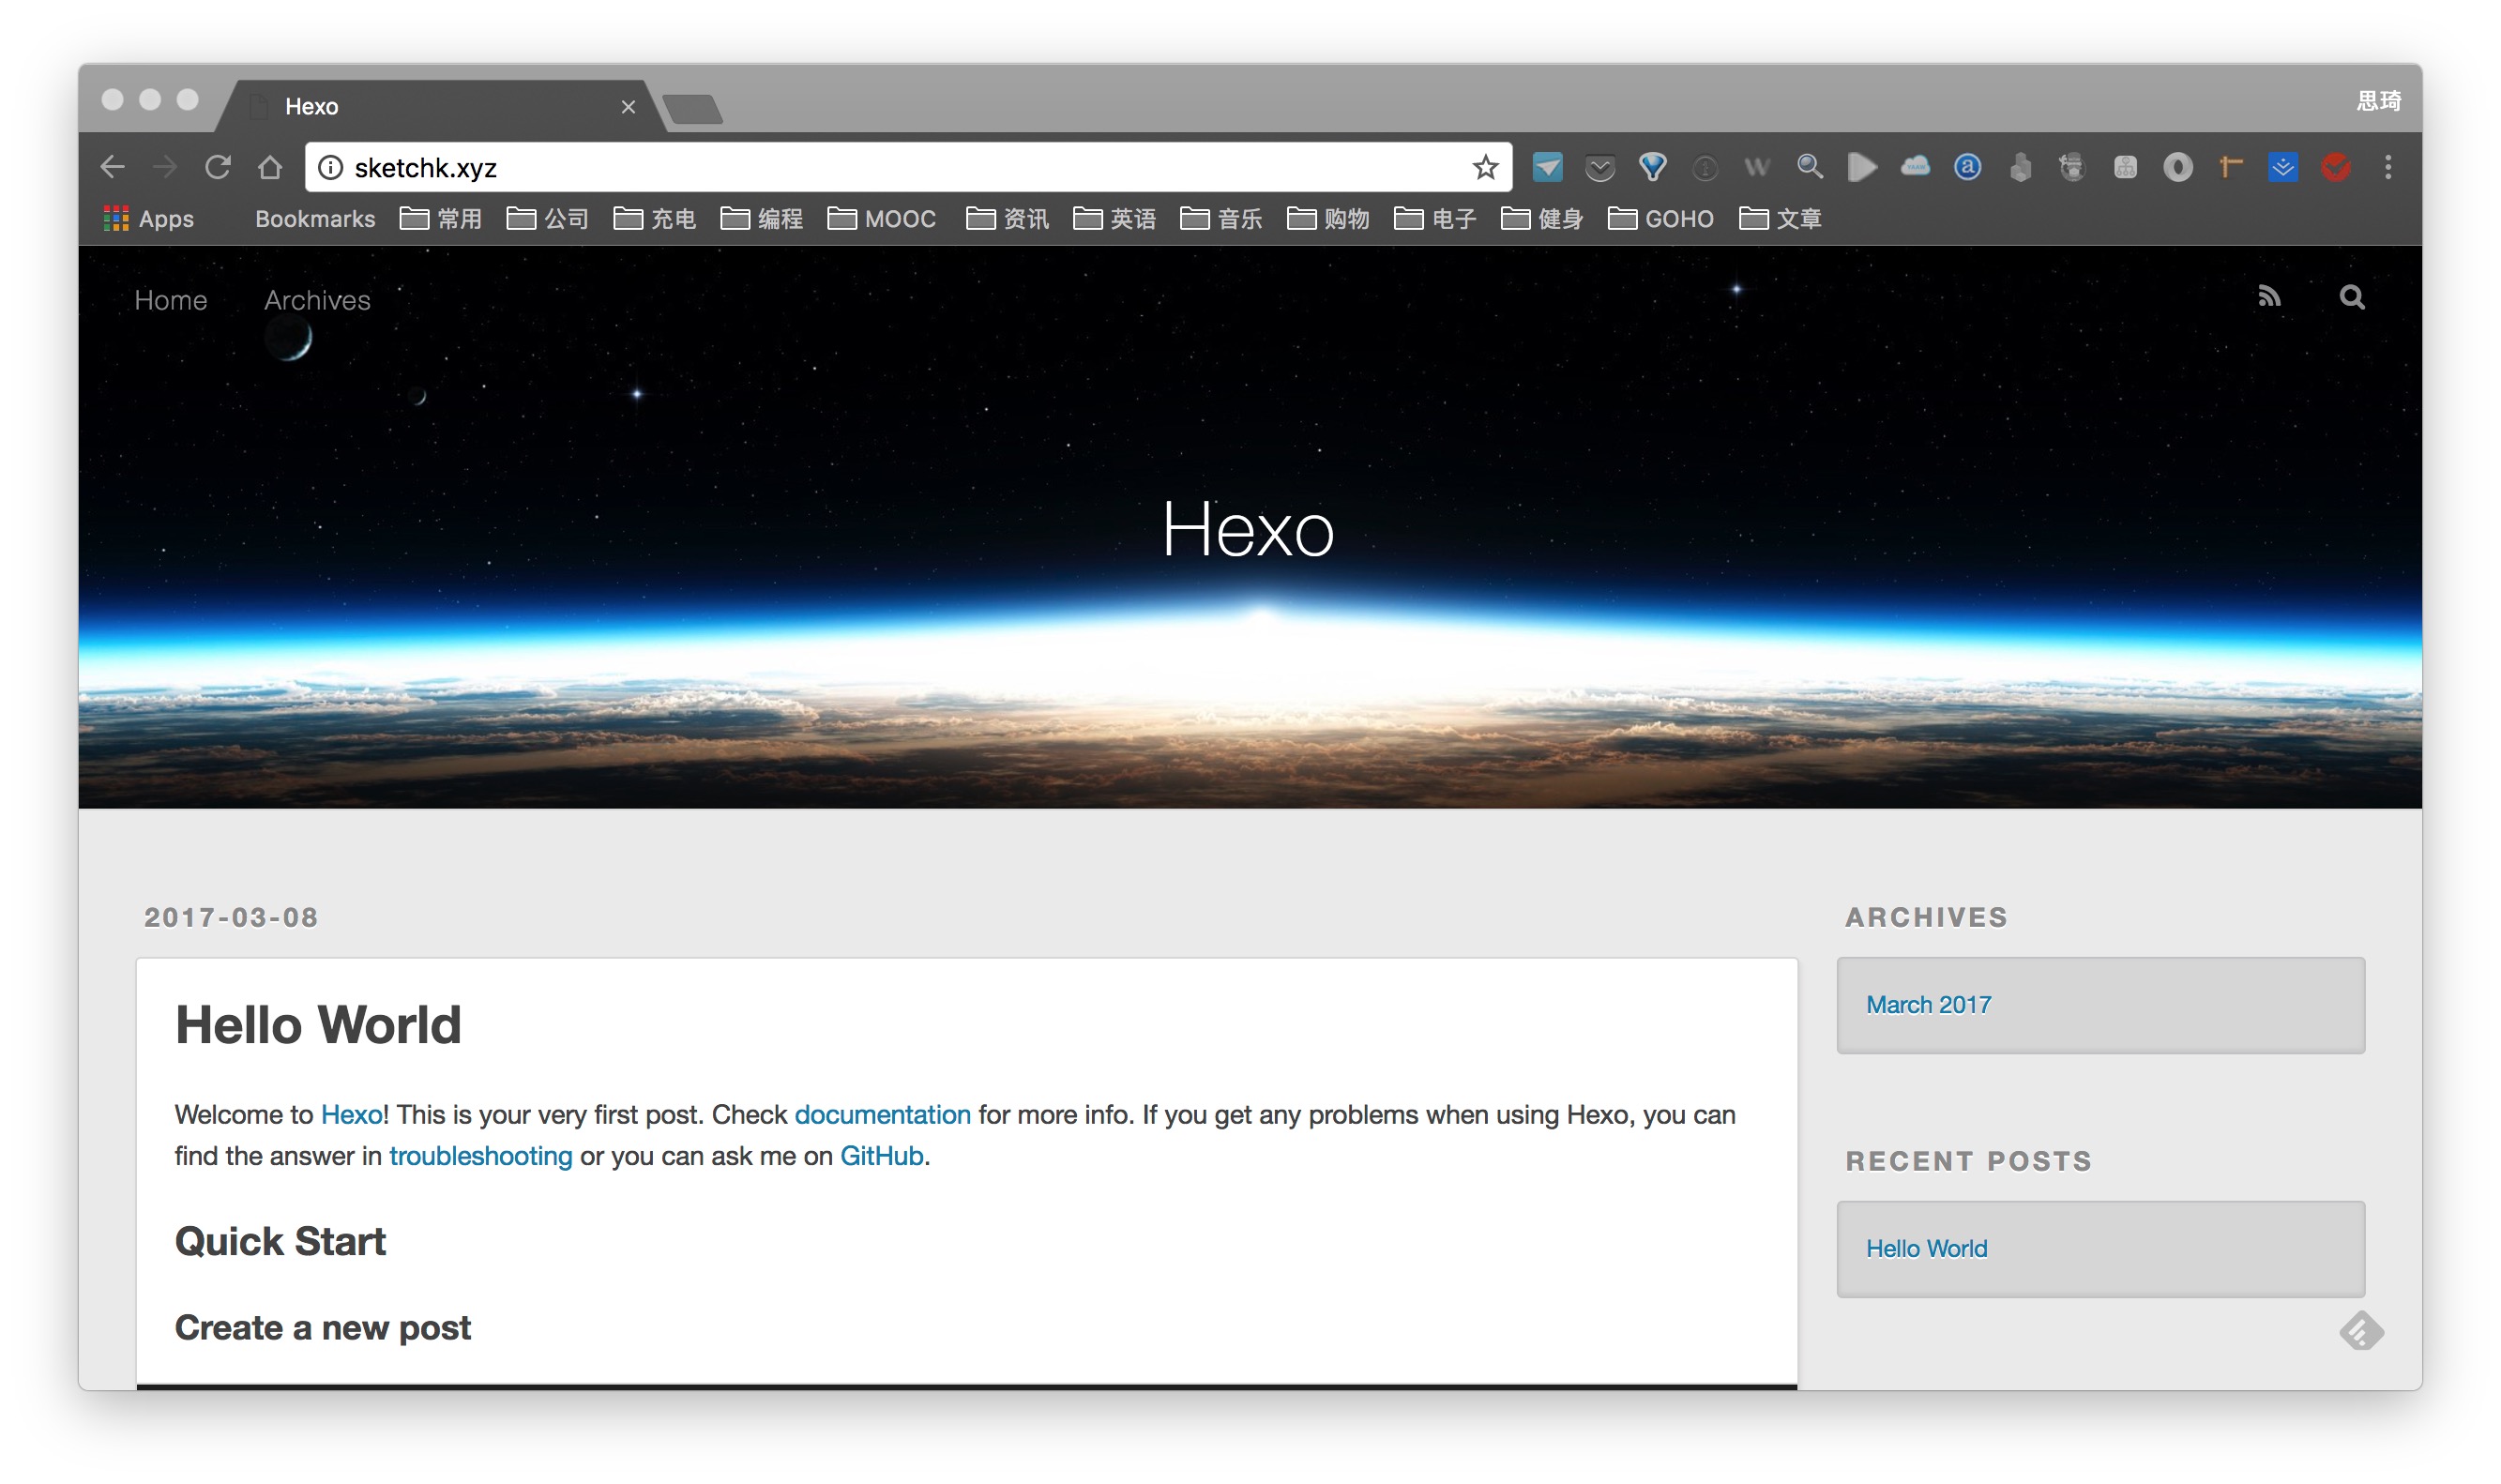 Hexo
思琦
sketchk.xyz
Apps Bookmarks 常用 公司 充电 编程 MOOC 资讯 英语 音乐 购物 电子 健身 GOHO 文章
Home Archives
Hexo
2017-03-08
Hello World
Welcome to Hexo! This is your very first post. Check documentation for more info. If you get any problems when using Hexo, you can
find the answer in troubleshooting or you can ask me on GitHub.
Quick Start
Create a new post
ARCHIVES
March 2017
RECENT POSTS
Hello World